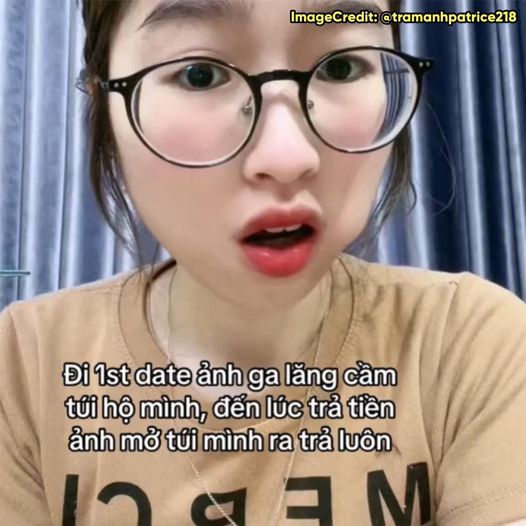 ImageCredit: @tramanhpatrice218
Đi 1st date ảnh ga lăng cầm
túi hộ mình, đến lúc trả tiền
ảnh mở túi mình ra trả luôn
MERCI